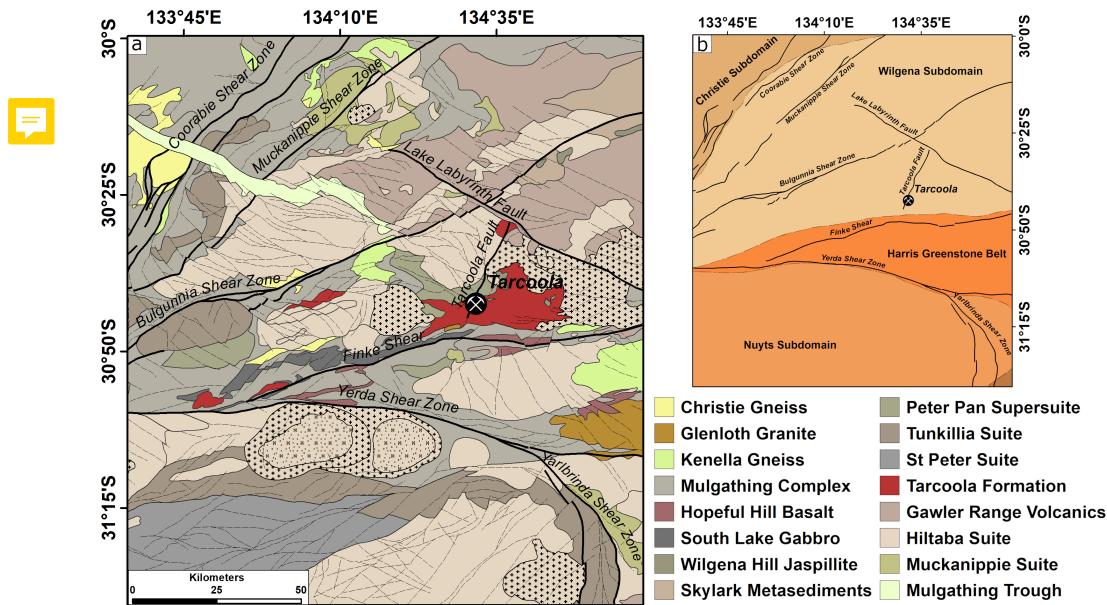 133°45'E 134°10'E 134°35'E
30°S
30°25'S
30°50'S
31°15'S
a
Coorabie Shear Zone
Muckanippie Shear Zone
Lake Labyrinth Fault
Tarcoola Fault
Tarcoola
Bulgunnia Shear Zone
Finke Shear
Yerda Shear Zone
Yarlbrinda Shear Zone
Kilometers
0 25 50
133°45'E 134°10'E 134°35'E
b
30°0'S
30°25'S
30°50'S
31°15'S
Christie Subdomain
Coorabie Shear Zone
Muckanippie Shear Zone
Wilgena Subdomain
Lake Labyrinth Fault
Bulgunnia Shear Zone
Tarcoola Fault
Tarcoola
Finke Shear
Harris Greenstone Belt
Yerda Shear Zone
Yarlbrinda Shear Zone
Nuyts Subdomain
Christie Gneiss
Glenloth Granite
Kenella Gneiss
Mulgathing Complex
Hopeful Hill Basalt
South Lake Gabbro
Wilgena Hill Jaspillite
Skylark Metasediments
Peter Pan Supersuite
Tunkillia Suite
St Peter Suite
Tarcoola Formation
Gawler Range Volcanics
Hiltaba Suite
Muckanippie Suite
Mulgathing Trough